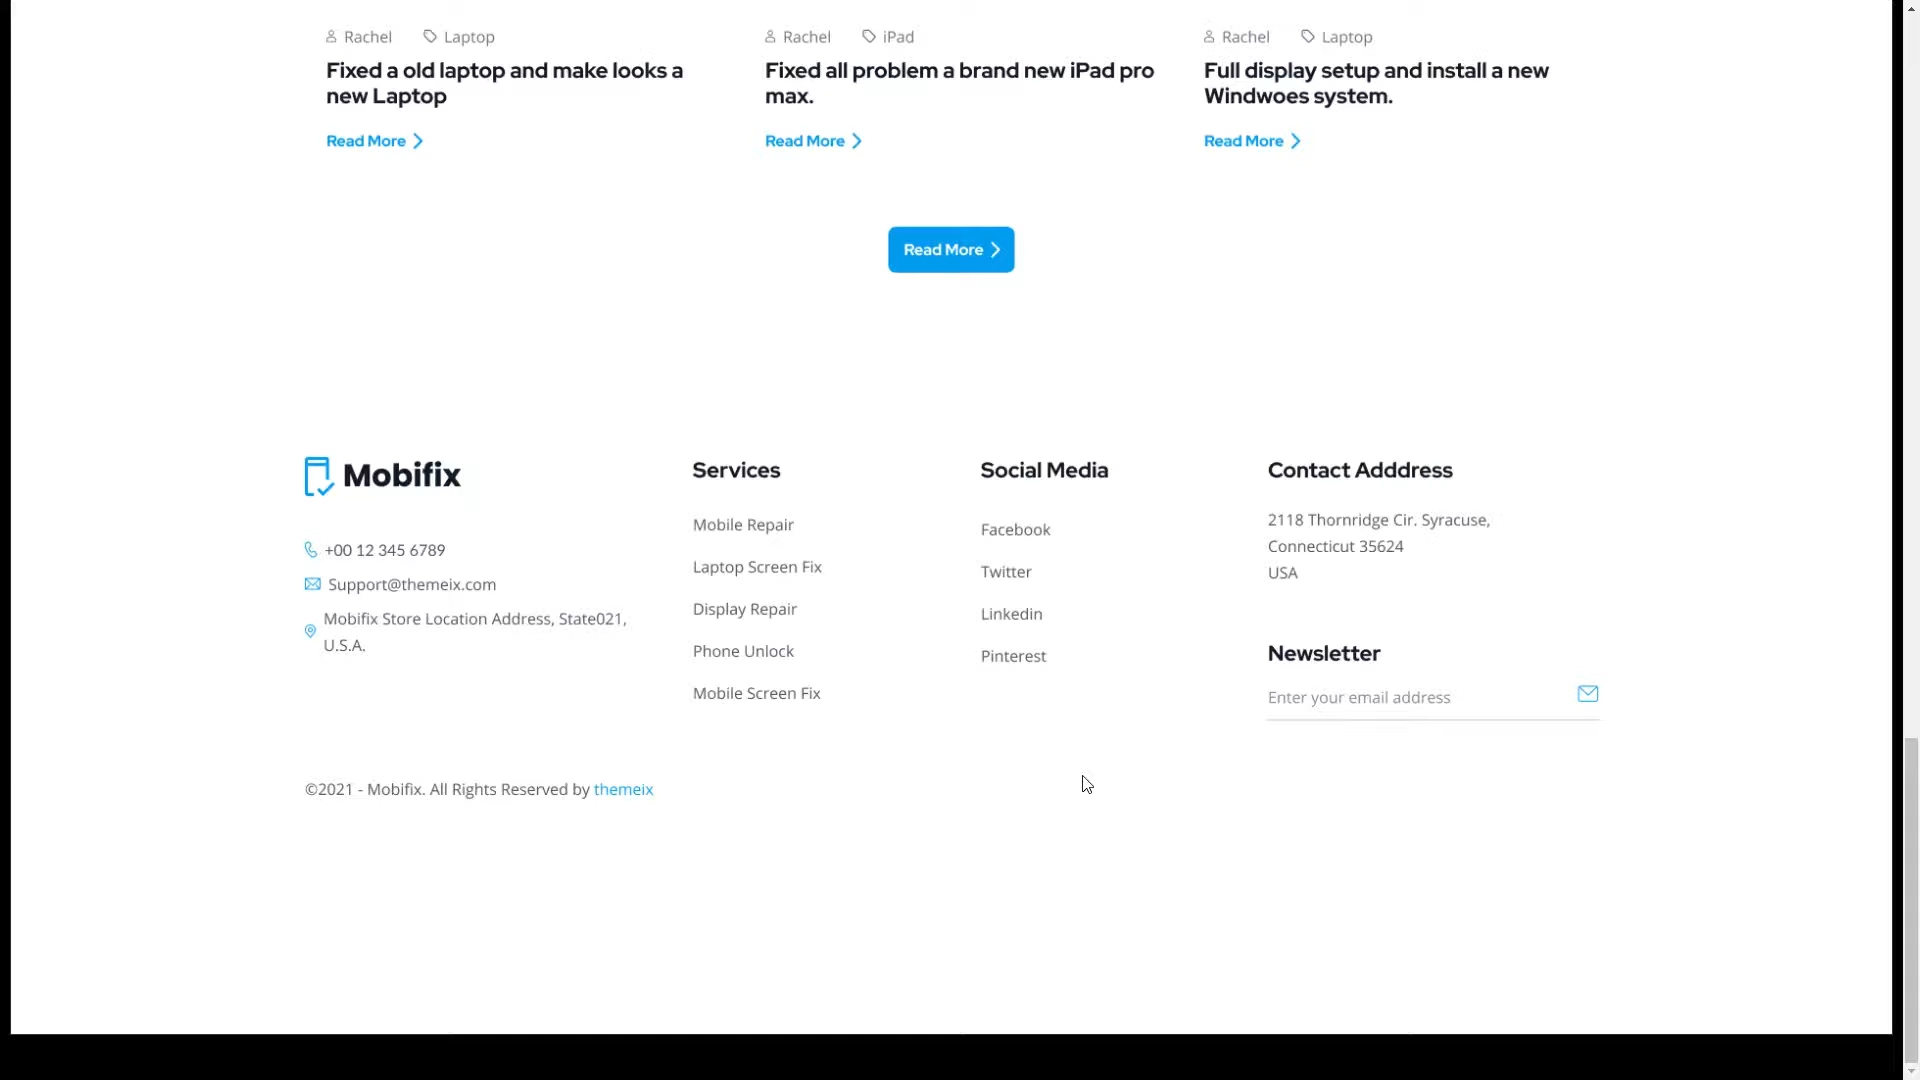 Rachel Laptop
Fixed a old laptop and make looks a
new Laptop
Read More
Rachel iPad
Fixed all problem a brand new iPad pro
max.
Read More
Rachel Laptop
Full display setup and install a new
Windwoes system.
Read More
Read More
Mobifix
+00 12 345 6789
Support@themeix.com
Mobifix Store Location Address, State021,
U.S.A.
Services
Mobile Repair
Laptop Screen Fix
Display Repair
Phone Unlock
Mobile Screen Fix
Social Media
Facebook
Twitter
Linkedin
Pinterest
Contact Adddress
2118 Thornridge Cir. Syracuse,
Connecticut 35624
USA
Newsletter
Enter your email address
©2021 - Mobifix. All Rights Reserved by themeix